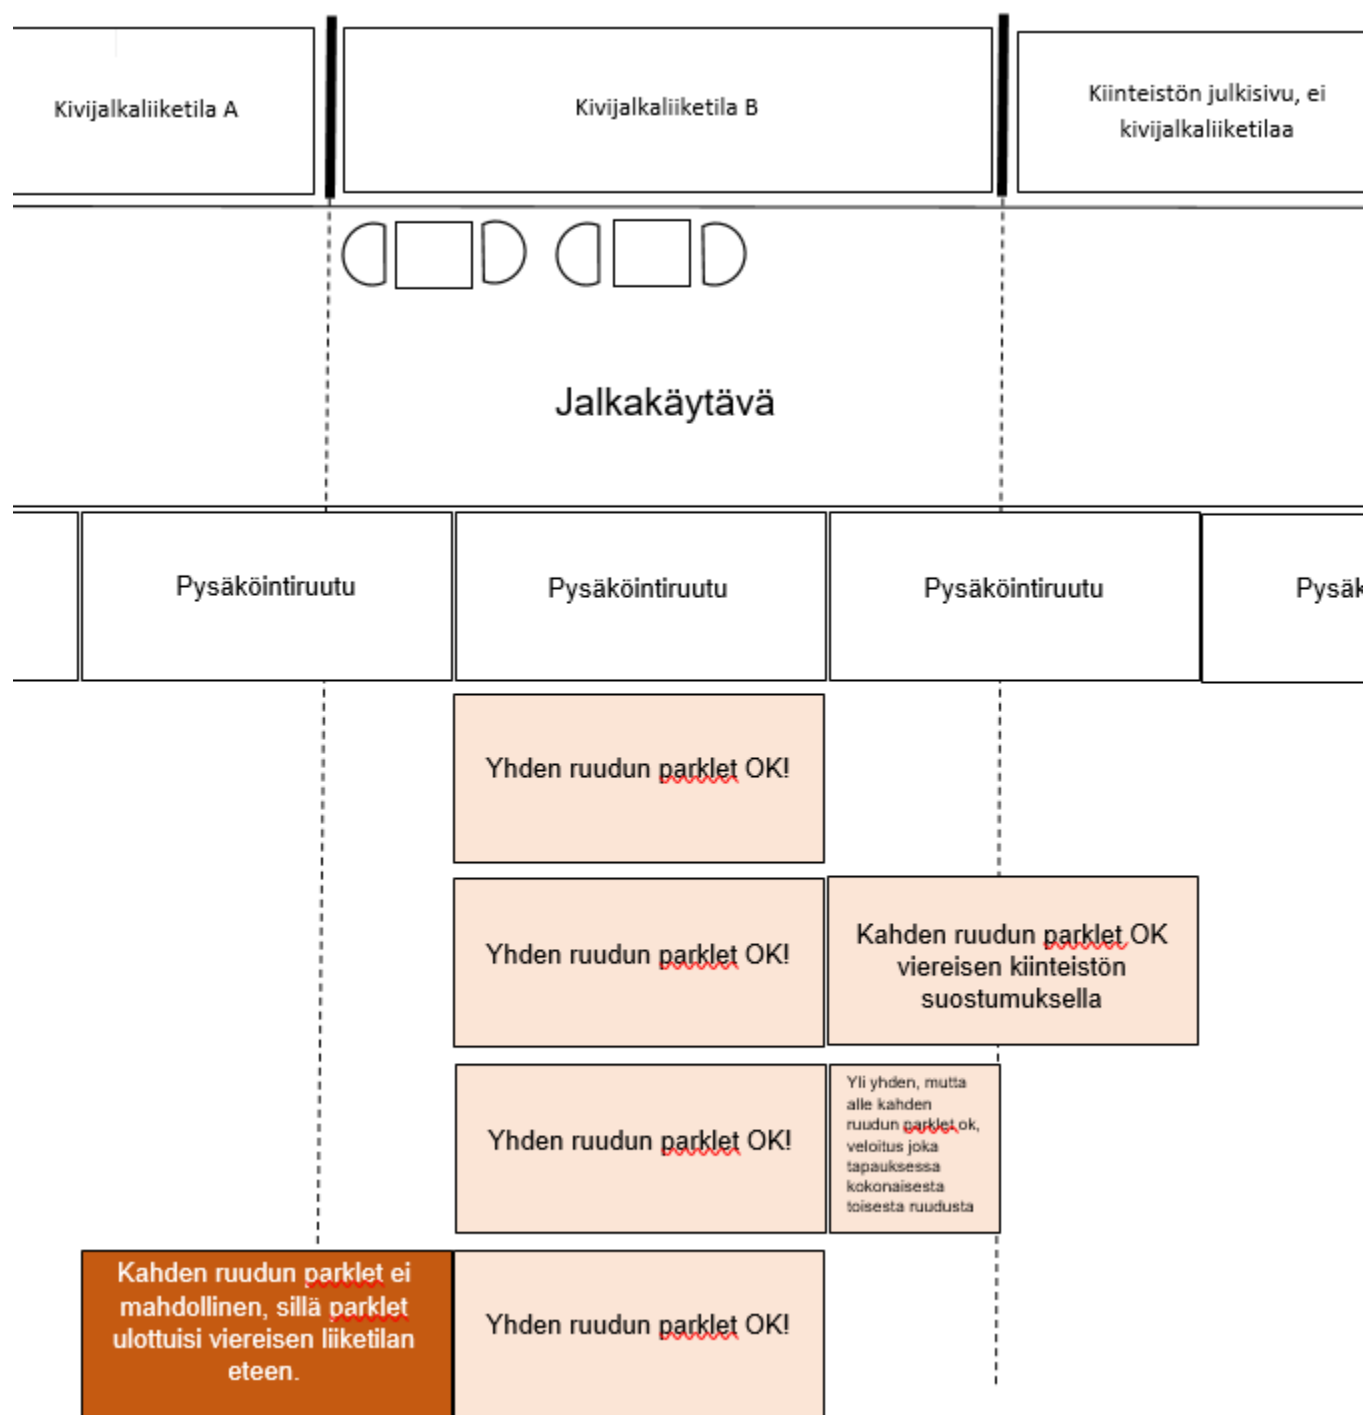 Kivijalkaliiketila A
Kivijalkaliiketila B
Kiinteistön julkisivu, ei
kivijalkaliiketilaa
Jalkakäytävä
Pysäköintiruutu
Pysäköintiruutu
Pysäköintiruutu
Pysäk
Yhden ruudun parklet OK!
Yhden ruudun parklet OK!
Kahden ruudun parklet OK
viereisen kiinteistön
suostumuksella
Yhden ruudun parklet OK!
Yli yhden, mutta
alle kahden
ruudun parklet ok,
veloitus joka
tapauksessa
kokonaisesta
toisesta ruudusta
Kahden ruudun parklet ei
mahdollinen, sillä parklet
ulottuisi viereisen liiketilan
eteen.
Yhden ruudun parklet OK!